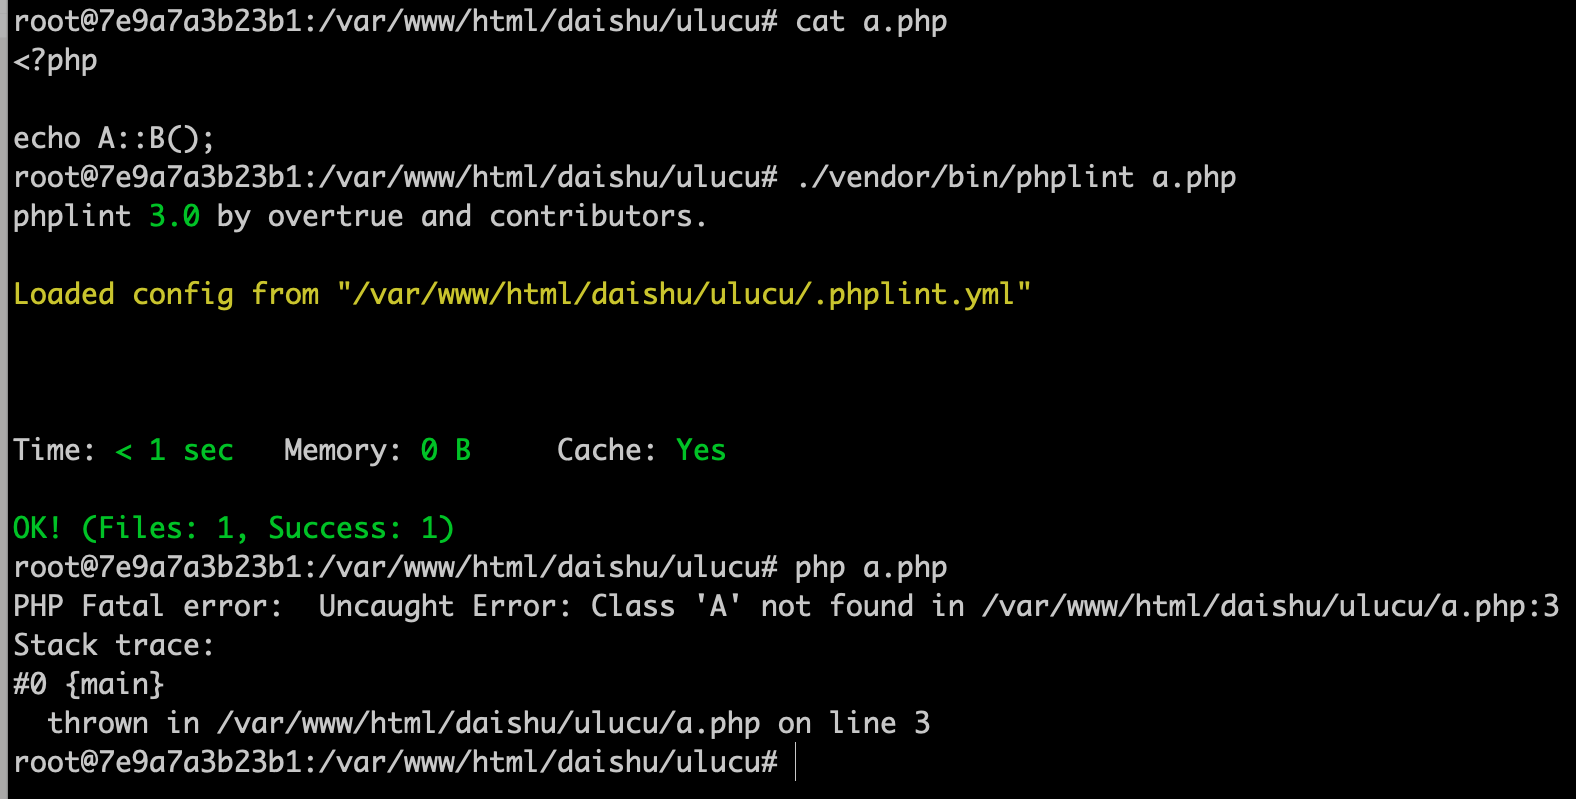 root@7e9a7a3b23b1:/var/www/html/daishu/ulucu# cat a.php
<?php
echo A::B();
root@7e9a7a3b23b1:/var/www/html/daishu/ulucu# ./vendor/bin/phplint a.php
phplint 3.0 by overtrue and contributors.
Loaded config from "/var/www/html/daishu/ulucu/.phplint.yml"
Time: < 1 sec   Memory: 0 B     Cache: Yes
OK! (Files: 1, Success: 1)
root@7e9a7a3b23b1:/var/www/html/daishu/ulucu# php a.php
PHP Fatal error:  Uncaught Error: Class 'A' not found in /var/www/html/daishu/ulucu/a.php:3
Stack trace:
#0 {main}
  thrown in /var/www/html/daishu/ulucu/a.php on line 3
root@7e9a7a3b23b1:/var/www/html/daishu/ulucu#